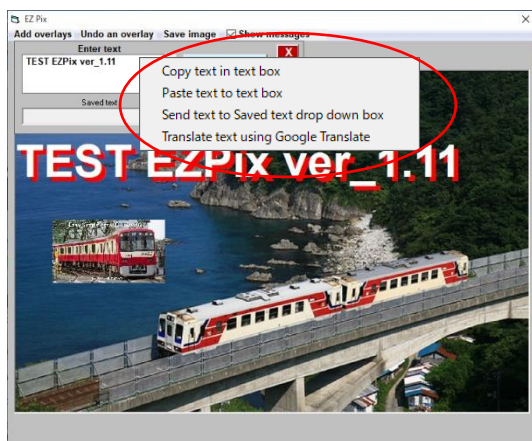 EZ Pix
Add overlays Undo an overlay Save image Show messages
Enter text
X
TEST EZPix ver_1.11
Saved text
Copy text in text box
Paste text to text box
Send text to Saved text drop down box
Translate text using Google Translate
TEST EZPix ver_1.11